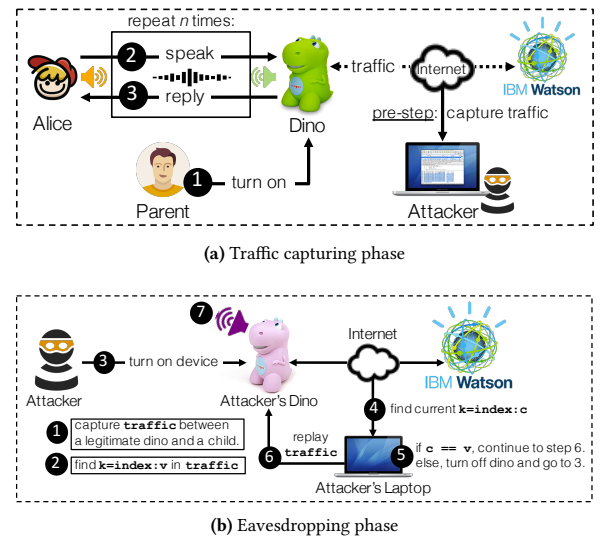 repeat n times:
2 speak
3 reply
Alice
Dino
traffic
Internet
IBM Watson
pre-step: capture traffic
1 turn on
Parent
Attacker
(a) Traffic capturing phase
7
Internet
3 turn on device
Attacker
Attacker's Dino
IBM Watson
4 find current k=index:c
1 capture traffic between
a legitimate dino and a child.
2 find k=index:v in traffic
replay
traffic
6
5 if c == v, continue to step 6.
else, turn off dino and go to 3.
Attacker's Laptop
(b) Eavesdropping phase